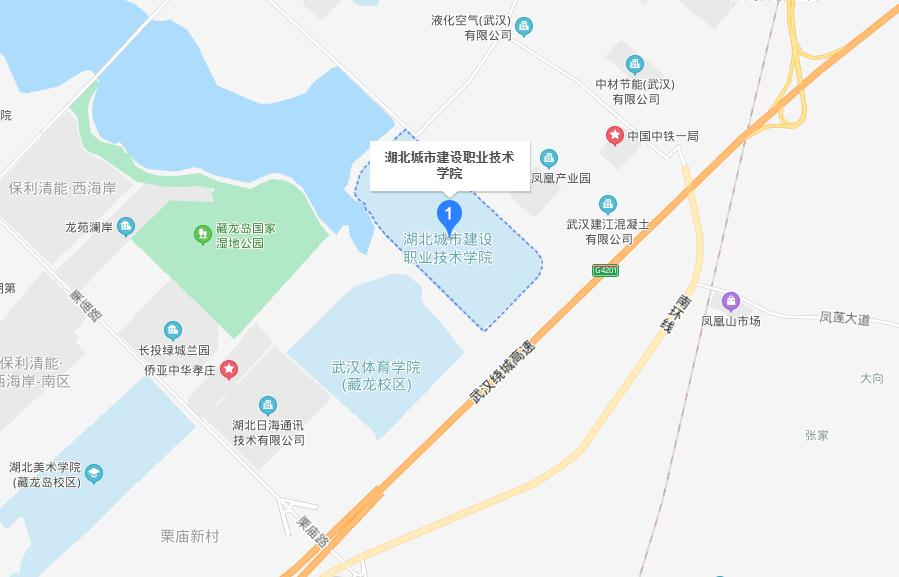 液化空气(武汉)
有限公司
中材节能(武汉)
有限公司
院
中国中铁一局
湖北城市建设职业技术
学院
凤凰产业园
保利清能·西海岸
龙苑澜岸
藏龙岛国家
湿地公园
1
武汉建江混凝土
有限公司
湖北城市建设
职业技术学院
G4201
期第
栗庙路
南环线
凤凰山市场
凤莲大道
长投绿城兰园
侨亚中华孝庄
保利清能·
西海岸-南区
武汉体育学院
(藏龙校区)
武汉绕城高速
大向
湖北日海通讯
技术有限公司
张家
湖北美术学院
(藏龙岛校区)
栗庙新村
栗庙路